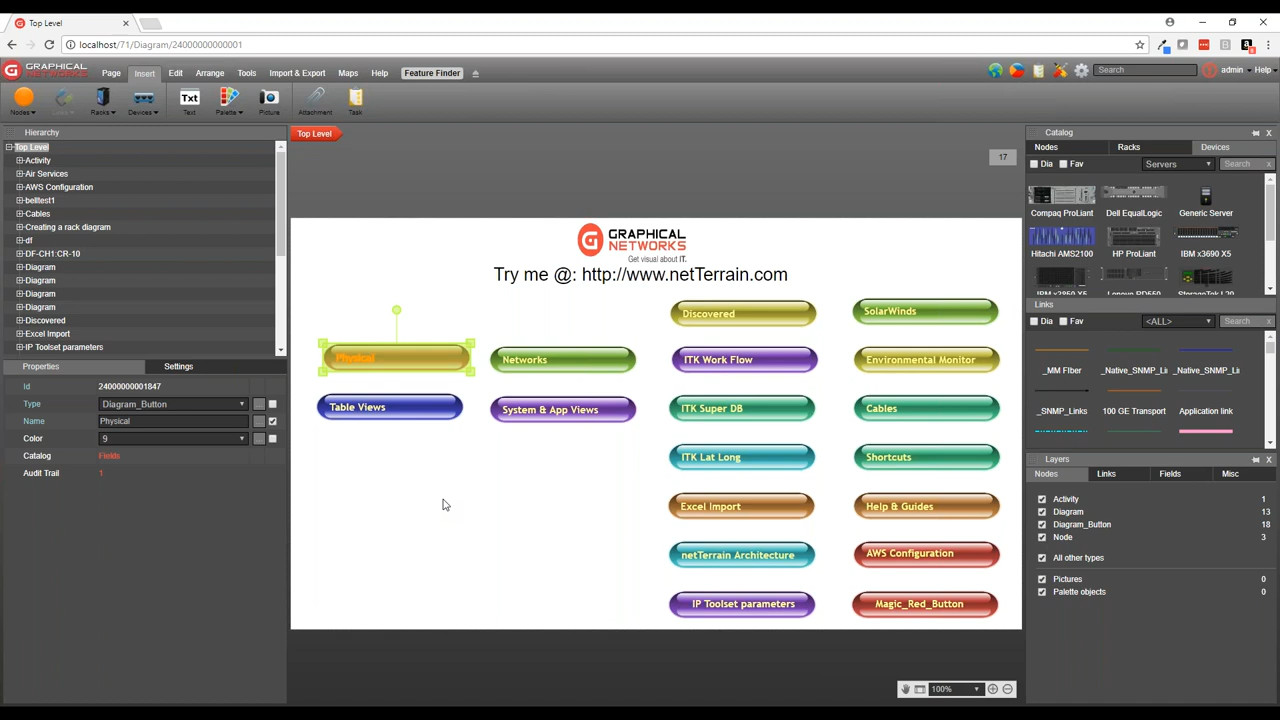 Top Level
localhost/71/Diagram/24000000000001
GRAPHICAL NETWORKS
Page Insert Edit Arrange Tools Import & Export Maps Help Feature Finder
Search admin Help
Nodes Racks Devices Text Palette Picture Attachment Task
Txt
Hierarchy
Top Level
Activity
Air Services
AWS Configuration
belltest1
Cables
Creating a rack diagram
df
DF-CH1:CR-10
Diagram
Diagram
Diagram
Diagram
Discovered
Excel Import
IP Toolset parameters
Properties Settings
Id 24000000001847
Type Diagram_Button
Name Physical
Color 9
Catalog Fields
Audit Trail 1
Top Level
17
GRAPHICAL
NETWORKS
Get visual about IT.
Try me @: http://www.netTerrain.com
Discovered SolarWinds
Physical Networks ITK Work Flow Environmental Monitor
Table Views System & App Views ITK Super DB Cables
ITK Lat Long Shortcuts
Excel Import Help & Guides
netTerrain Architecture AWS Configuration
IP Toolset parameters Magic_Red_Button
100%
Catalog
Nodes Racks Devices
Dia Fav Servers Search x
Compaq ProLiant Dell EqualLogic Generic Server
Hitachi AMS2100 HP ProLiant IBM x3690 X5
IBM x3850 X5 Lenovo RD550 StorageTek L20
Links
Dia Fav <ALL> Search x
_MM FIber _Native_SNMP_Li _Native_SNMP_Li
_SNMP_Links 100 GE Transport Application link
Layers
Nodes Links Fields Misc
Activity 1
Diagram 13
Diagram_Button 18
Node 3
All other types
Pictures 0
Palette objects 0